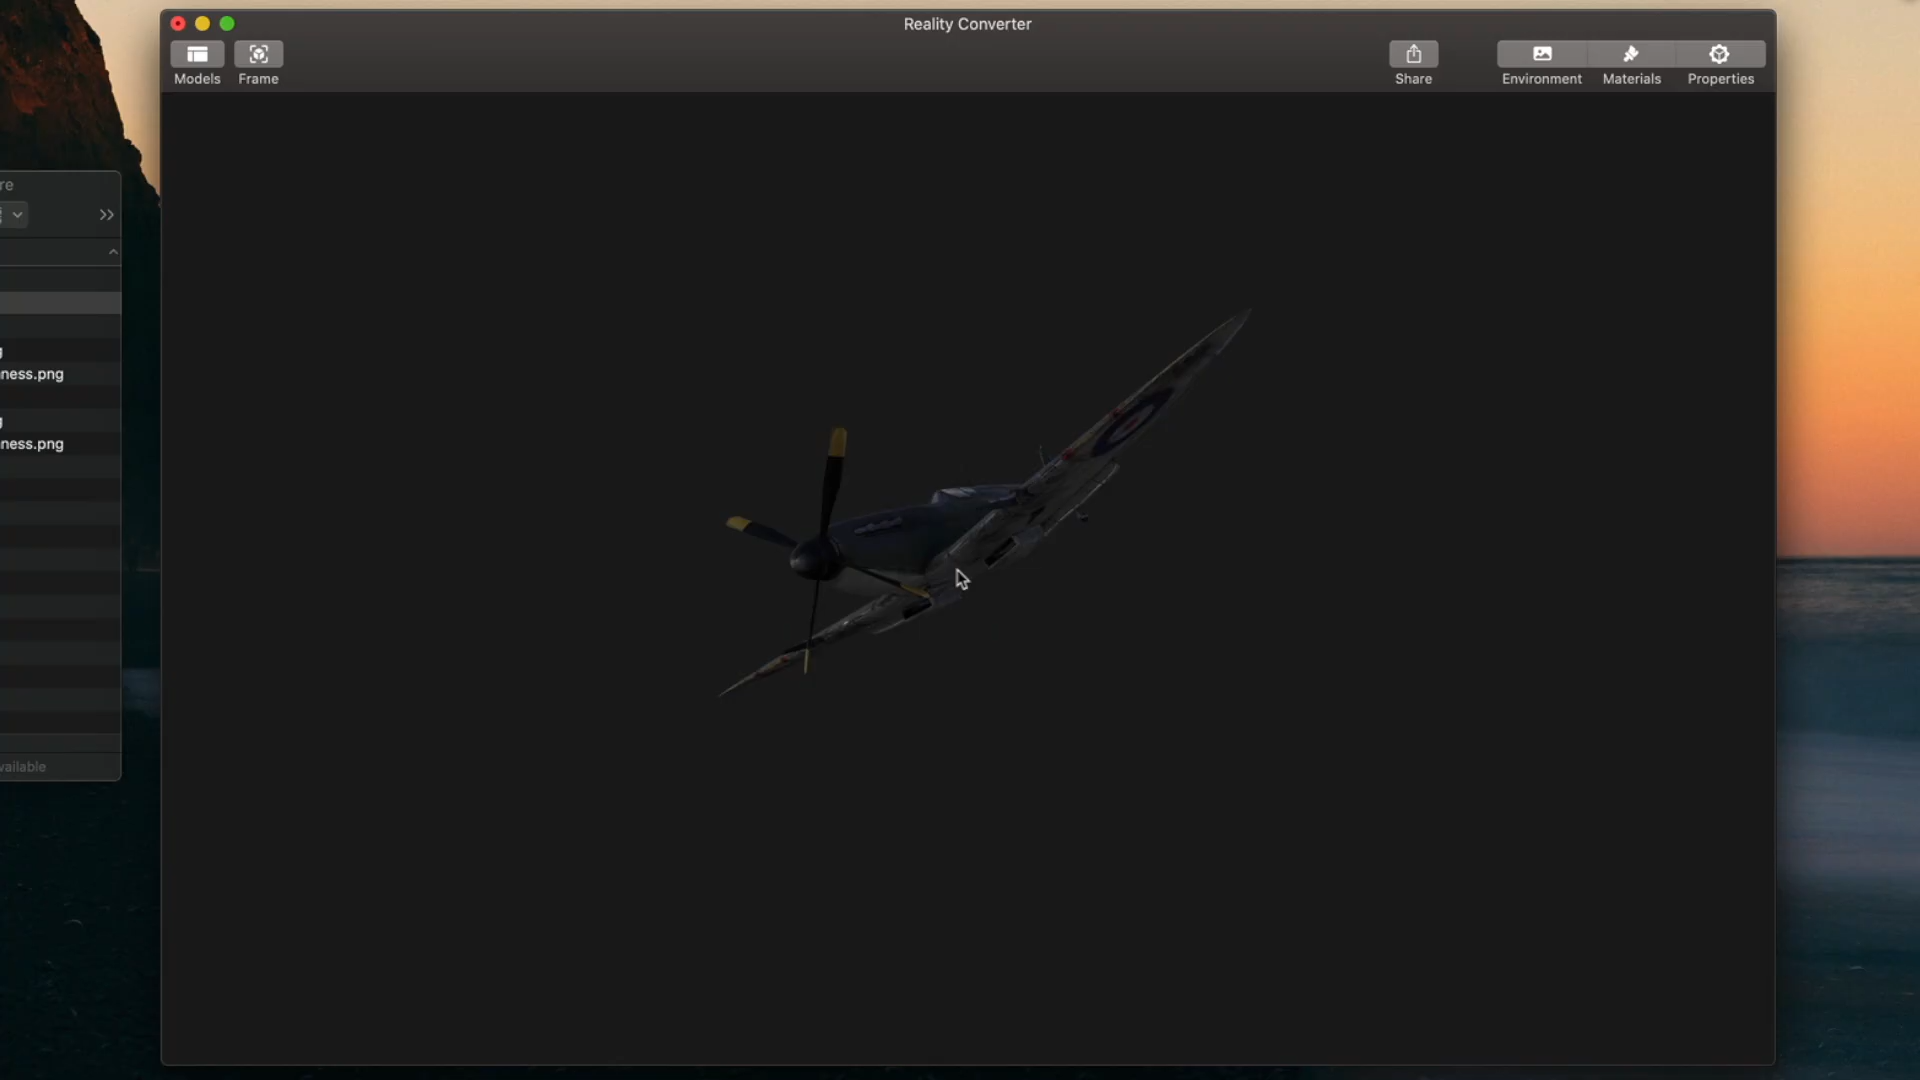 Reality Converter
Models
Frame
Share
Environment
Materials
Properties
re
ness.png
ness.png
vailable